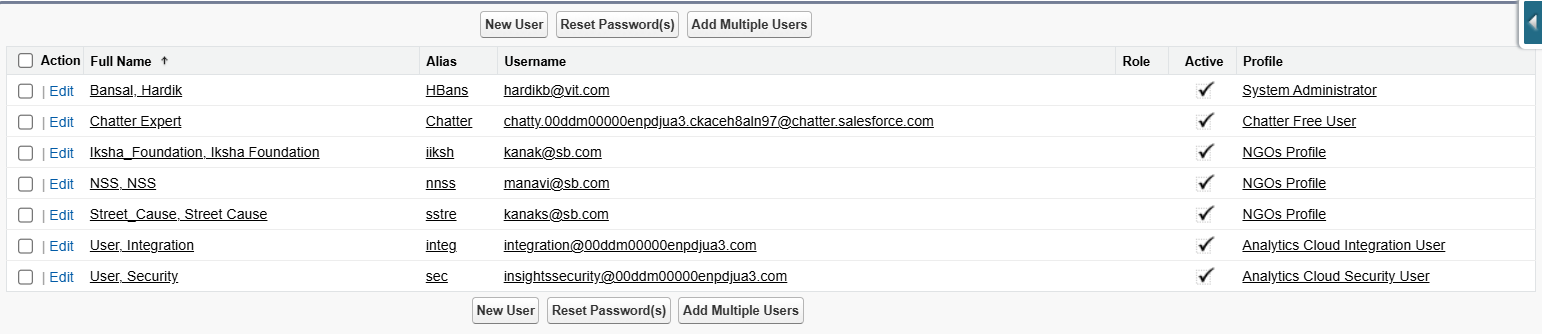 New User Reset Password(s) Add Multiple Users
Action Full Name ↑ Alias Username Role Active Profile
| Edit Bansal, Hardik HBans hardikb@vit.com System Administrator
| Edit Chatter Expert Chatter chatty.00ddm00000enpdjua3.ckaceh8aln97@chatter.salesforce.com Chatter Free User
| Edit Iksha_Foundation, Iksha Foundation iiksh kanak@sb.com NGOs Profile
| Edit NSS, NSS nnss manavi@sb.com NGOs Profile
| Edit Street_Cause, Street Cause sstre kanaks@sb.com NGOs Profile
| Edit User, Integration integ integration@00ddm00000enpdjua3.com Analytics Cloud Integration User
| Edit User, Security sec insightssecurity@00ddm00000enpdjua3.com Analytics Cloud Security User
New User Reset Password(s) Add Multiple Users